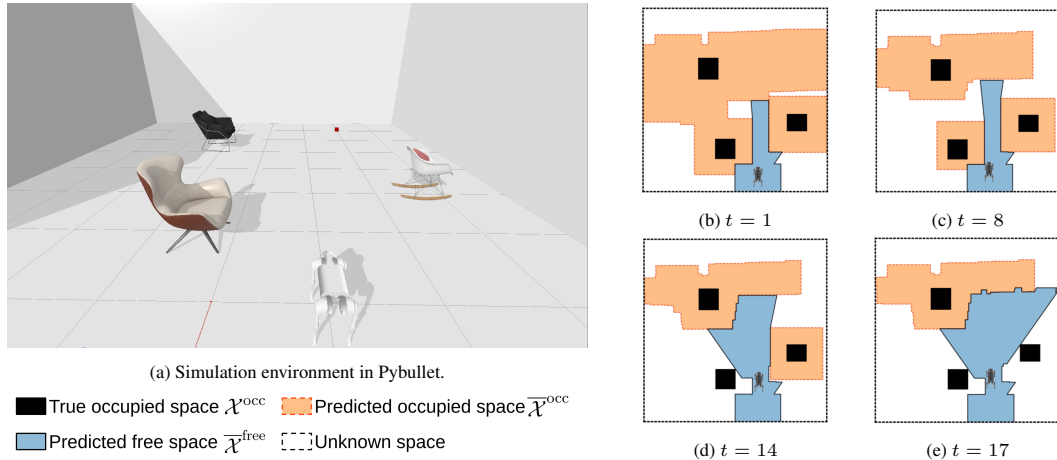 (b) t = 1
(c) t = 8
(a) Simulation environment in Pybullet.
True occupied space 𝒳^occ
Predicted occupied space 𝒳̅^occ
Predicted free space 𝒳̅^free
Unknown space
(d) t = 14
(e) t = 17